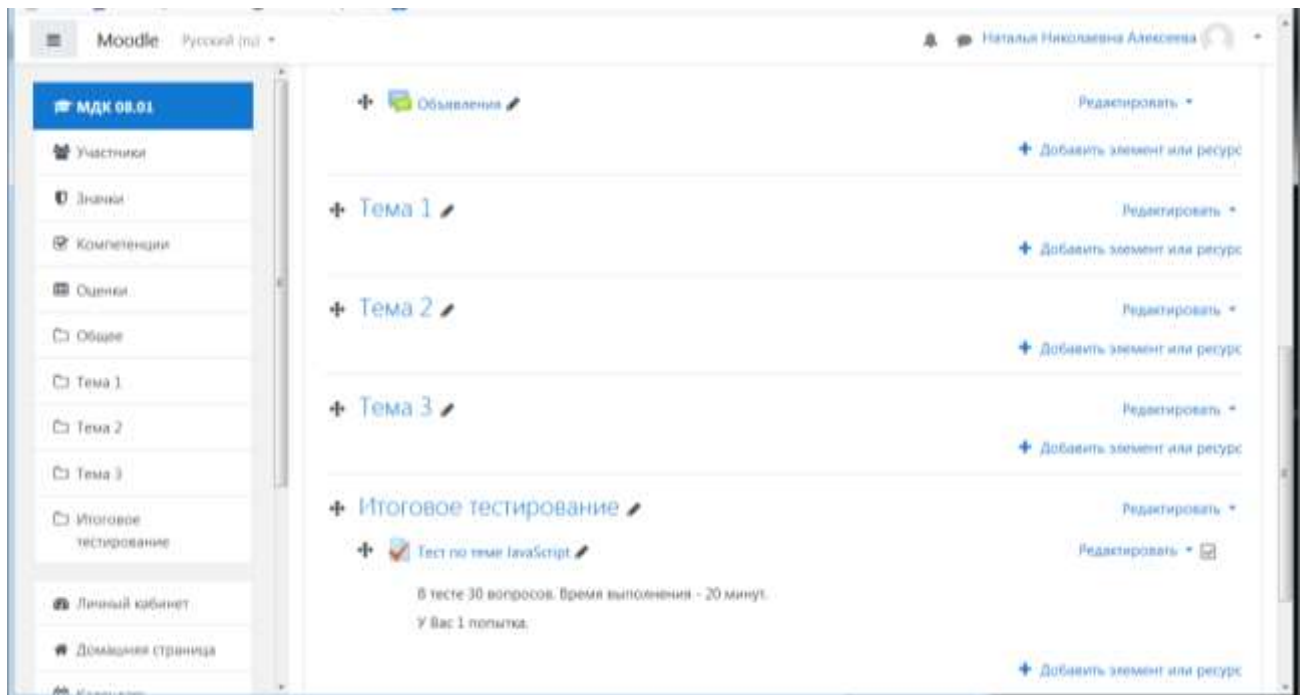 Moodle Русский (ru)
Наталья Николаевна Алексеева
МДК 08.01
Участники
Значки
Компетенции
Оценки
Общее
Тема 1
Тема 2
Тема 3
Итоговое
тестирование
Личный кабинет
Домашняя страница
Календарь
Объявления
Редактировать
Добавить элемент или ресурс
Тема 1
Редактировать
Добавить элемент или ресурс
Тема 2
Редактировать
Добавить элемент или ресурс
Тема 3
Редактировать
Добавить элемент или ресурс
Итоговое тестирование
Редактировать
Тест по теме JavaScript
Редактировать
В тесте 30 вопросов. Время выполнения - 20 минут.
У Вас 1 попытка.
Добавить элемент или ресурс